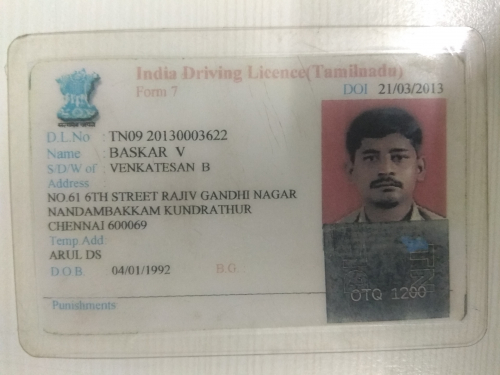 India Driving Licence(Tamilnadu)
Form 7
DOI 21/03/2013
D.L.No : TN09 20130003622
Name : BASKAR V
S/D/W of : VENKATESAN B
Address
NO.61 6TH STREET RAJIV GANDHI NAGAR
NANDAMBAKKAM KUNDRATHUR
CHENNAI 600069
Temp.Add
ARUL DS
D.O.B. 04/01/1992 B.G.
OTQ 1200
Punishments